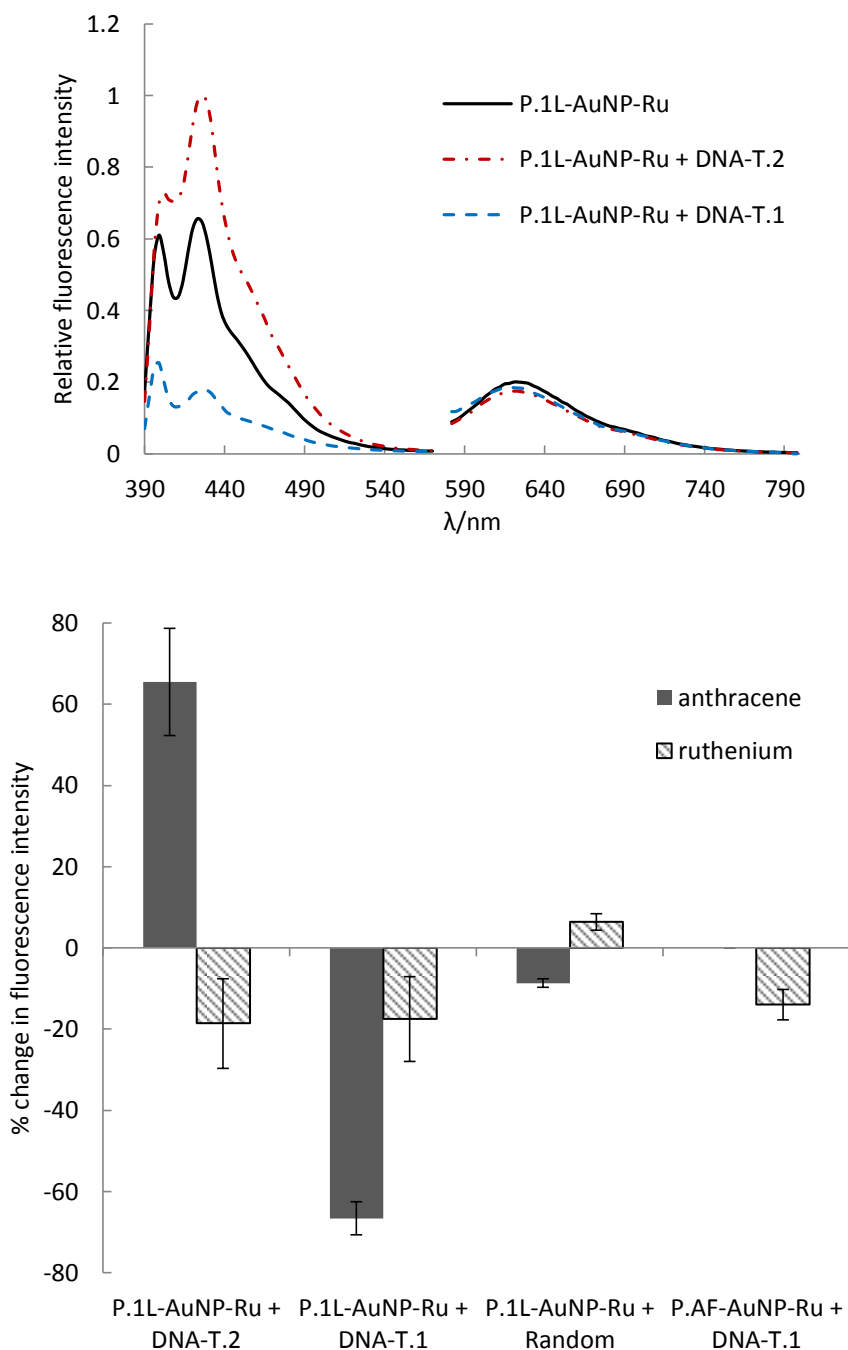 1.2
1
0.8
0.6
0.4
0.2
0
Relative fluorescence intensity
P.1L-AuNP-Ru
P.1L-AuNP-Ru + DNA-T.2
P.1L-AuNP-Ru + DNA-T.1
390 440 490 540 590 640 690 740 790
λ/nm
80
60
40
20
0
-20
-40
-60
-80
% change in fluorescence intensity
anthracene
ruthenium
P.1L-AuNP-Ru +
DNA-T.2
P.1L-AuNP-Ru +
DNA-T.1
P.1L-AuNP-Ru +
Random
P.AF-AuNP-Ru +
DNA-T.1